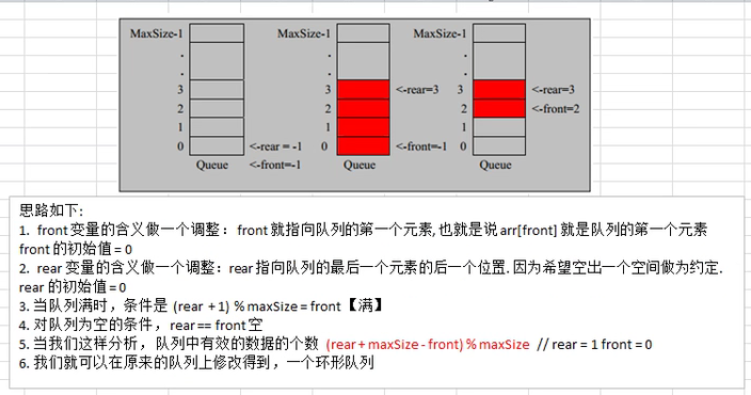 MaxSize-1 MaxSize-1 MaxSize-1
. . .
. . .
3 3 <-rear=3 3 <-rear=3
2 2 2 <-front=2
1 1 1
0 <-rear = -1 0 <-front=-1 0
Queue <-front=-1 Queue Queue
思路如下:
1. front 变量的含义做一个调整： front 就指向队列的第一个元素, 也就是说 arr[front] 就是队列的第一个元素
front 的初始值 = 0
2. rear 变量的含义做一个调整：rear 指向队列的最后一个元素的后一个位置. 因为希望空出一个空间做为约定.
rear 的初始值 = 0
3. 当队列满时，条件是 (rear + 1) % maxSize = front 【满】
4. 对队列为空的条件，rear == front 空
5. 当我们这样分析，队列中有效的数据的个数 (rear + maxSize - front) % maxSize // rear = 1 front = 0
6. 我们就可以在原来的队列上修改得到，一个环形队列